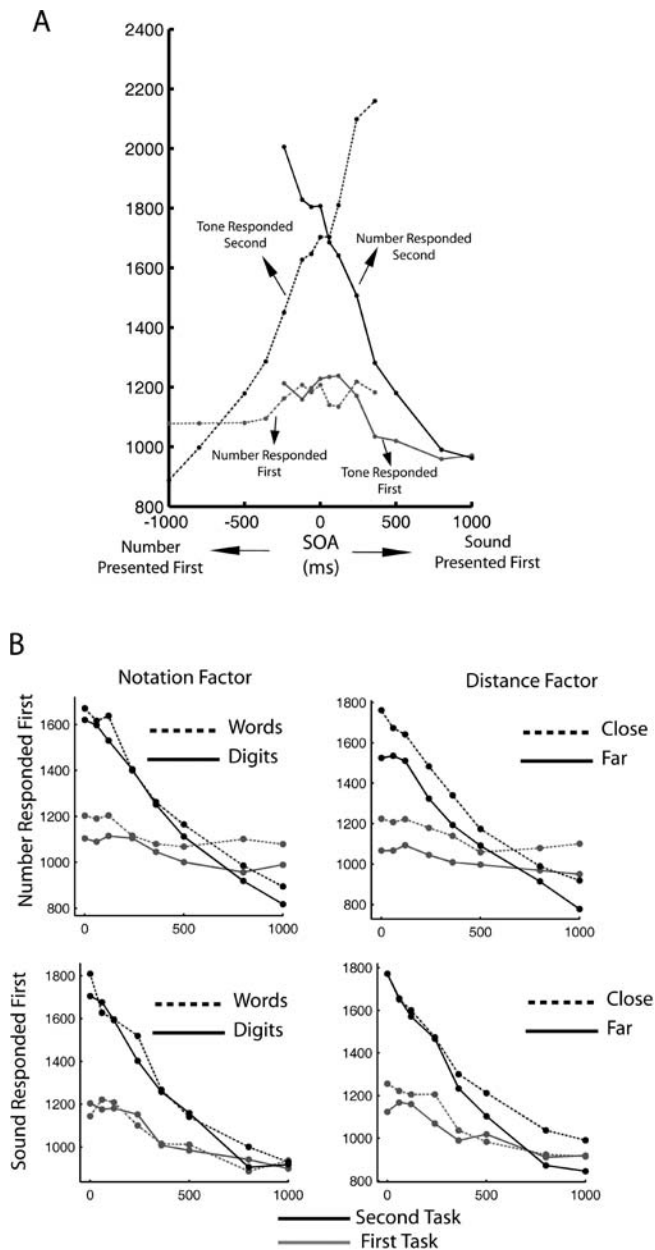 A
2400
2200
2000
1800
1600
1400
1200
1000
800
Tone Responded
Second
Number Responded
Second
Number Responded
First
Tone Responded
First
-1000
-500
0
500
1000
SOA
(ms)
Number
Presented First
Sound
Presented First
B
Notation Factor
Distance Factor
Number Responded First
1600
1400
1200
1000
800
Words
Digits
0
500
1000
1800
1600
1400
1200
1000
800
Close
Far
0
500
1000
Sound Responded First
1800
1600
1400
1200
1000
Words
Digits
0
500
1000
1800
1600
1400
1200
1000
800
Close
Far
0
500
1000
Second Task
First Task